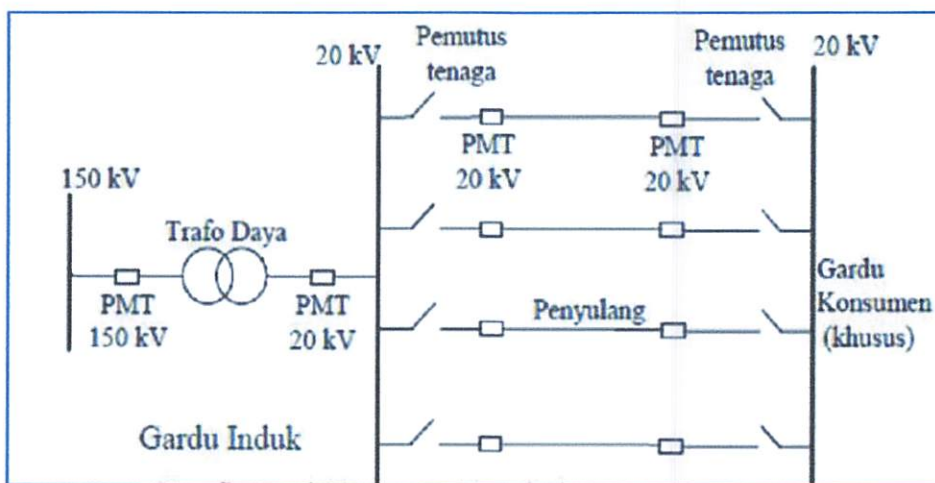 20 kV
Pemutus
tenaga
Pemutus
tenaga
20 kV
PMT
20 kV
PMT
20 kV
150 kV
Trafo Daya
PMT
150 kV
PMT
20 kV
Penyulang
Gardu
Konsumen
(khusus)
Gardu Induk